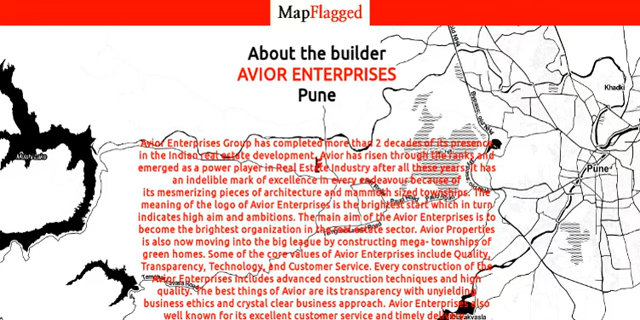 MapFlagged
About the builder
AVIOR ENTERPRISES
Pune
Avior Enterprises Group has completed more than 2 decades of its presence
in the Indian real estate development, Avior has risen through the ranks and
emerged as a power player in Real Estate Industry after all these years, it has
an indelible mark of excellence in every endeavour because of
its mesmerizing pieces of architecture and mammoth sized townships. The
meaning of the logo of Avior Enterprises is the brightest start which in turn
indicates high aim and ambitions. The main aim of the Avior Enterprises is to
become the brightest organization in the real estate sector. Avior Properties
is also now moving into the big league by constructing mega- townships of
green homes. Some of the core values of Avior Enterprises include Quality,
Transparency, Technology, and Customer Service. Every construction of the
Avior Enterprises includes advanced construction techniques and high
quality. The best things of Avior are its transparency with unyielding
business ethics and crystal clear business approach. Avior Enterprises also
well known for its excellent customer service and timely
Khadki
Pune
Mulshi Lake